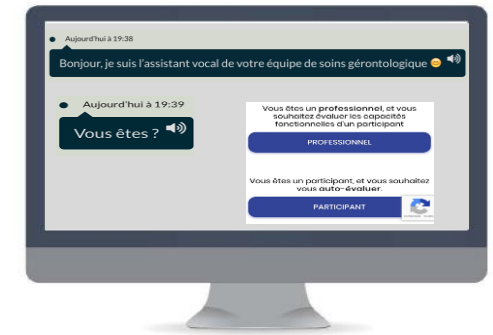 Aujourd'hui à 19:38
Bonjour, je suis l'assistant vocal de votre équipe de soins gérontologique 😊
Aujourd'hui à 19:39
Vous êtes ?
Vous êtes un professionnel, et vous
souhaitez évaluer les capacités
fonctionnelles d'un participant
PROFESSIONNEL
Vous êtes un participant, et vous souhaitez
vous auto-évaluer.
PARTICIPANT